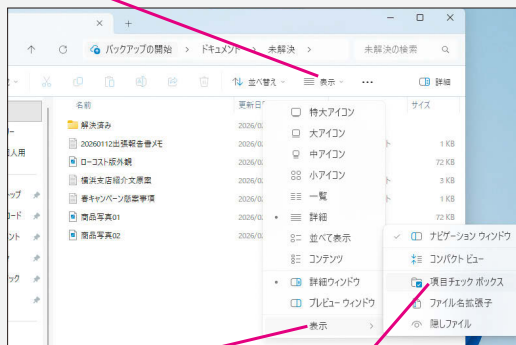 バックアップの開始 > ドキュメント > 未解決 >
未解決の検索
並べ替え
表示
...
詳細
名前
更新日
サイズ
解決済み
2026/0
20260112出張報告書メモ
2026/0
1 KB
ローコスト版外観
2026/0
72 KB
横浜支店紹介文原案
2026/0
3 KB
春キャンペーン懸案事項
2026/0
1 KB
商品写真01
2026/0
72 KB
商品写真02
2026/0
人用
ップ
ード
ント
ック
特大アイコン
大アイコン
中アイコン
小アイコン
一覧
詳細
並べて表示
コンテンツ
詳細ウィンドウ
プレビュー ウィンドウ
表示
ナビゲーション ウィンドウ
コンパクト ビュー
項目チェック ボックス
ファイル名拡張子
隠しファイル